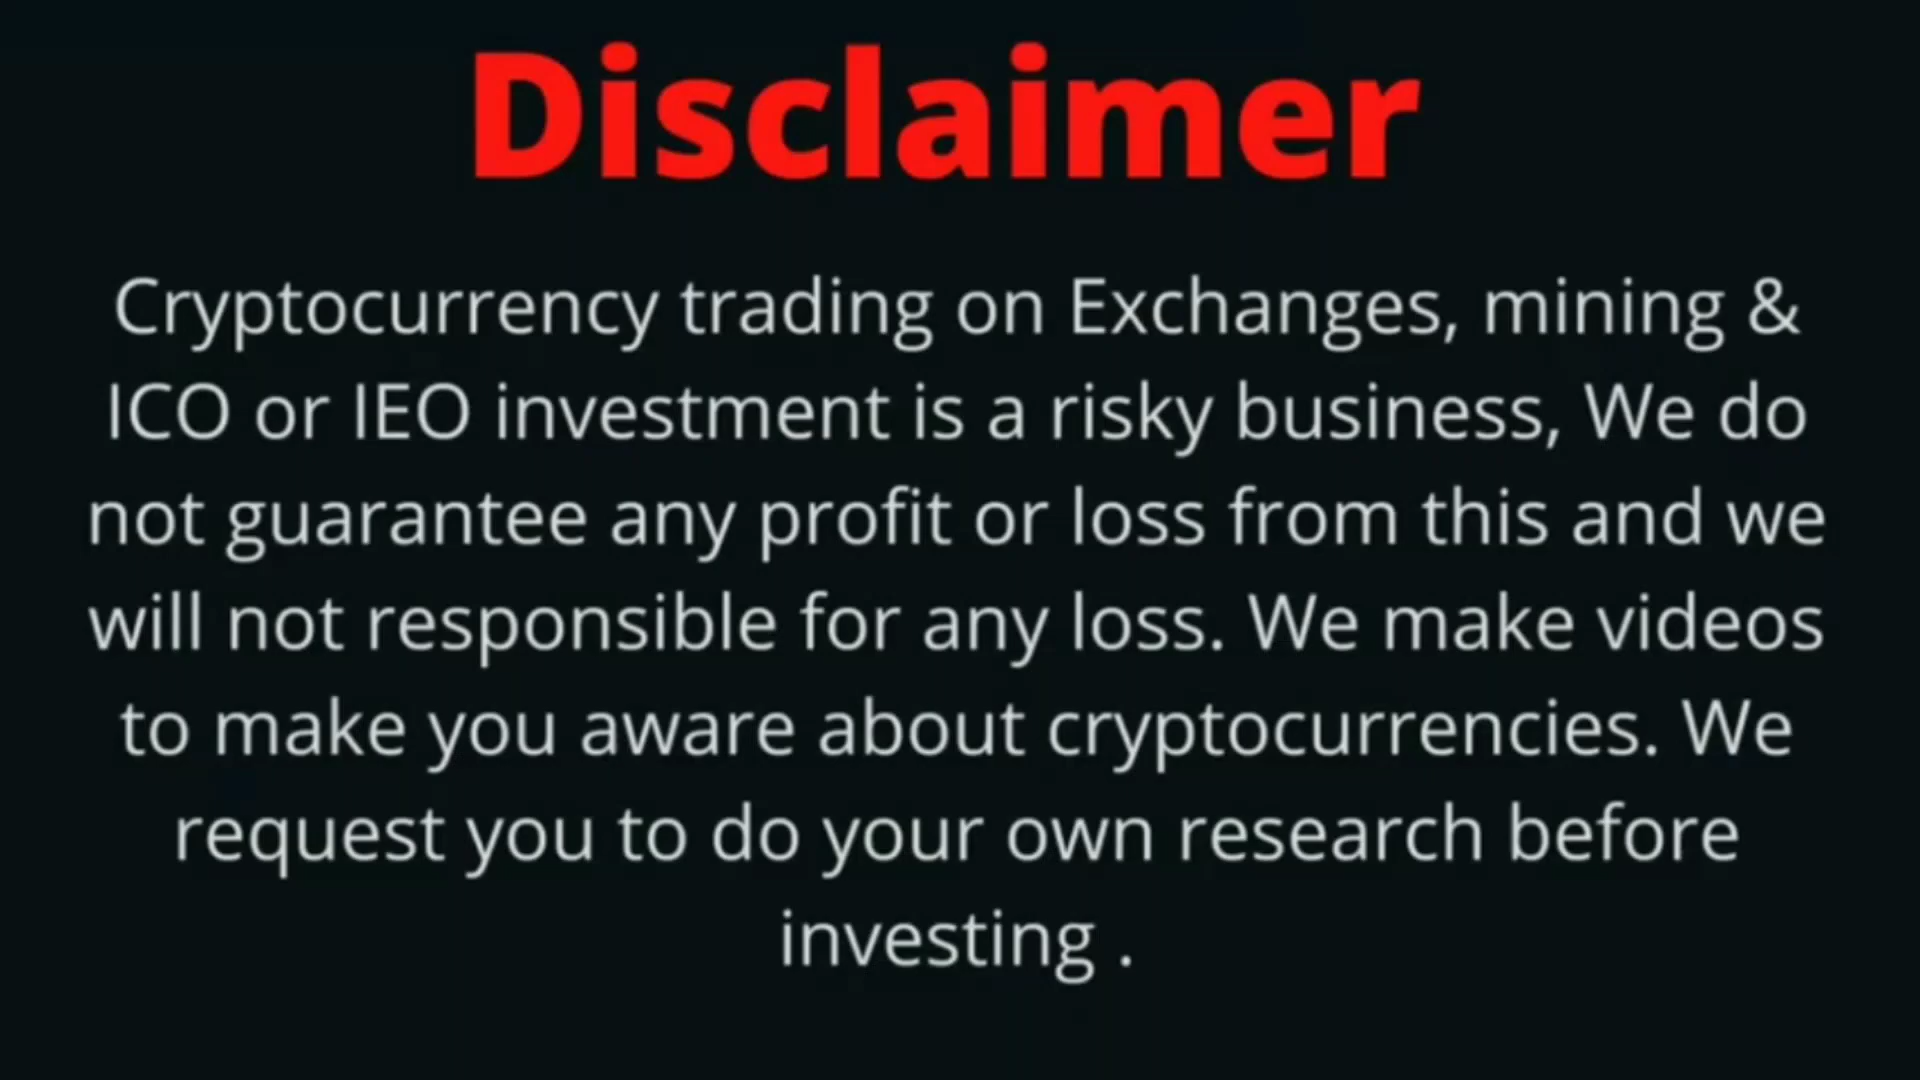 Disclaimer
Cryptocurrency trading on Exchanges, mining &
ICO or IEO investment is a risky business, We do
not guarantee any profit or loss from this and we
will not responsible for any loss. We make videos
to make you aware about cryptocurrencies. We
request you to do your own research before
investing .